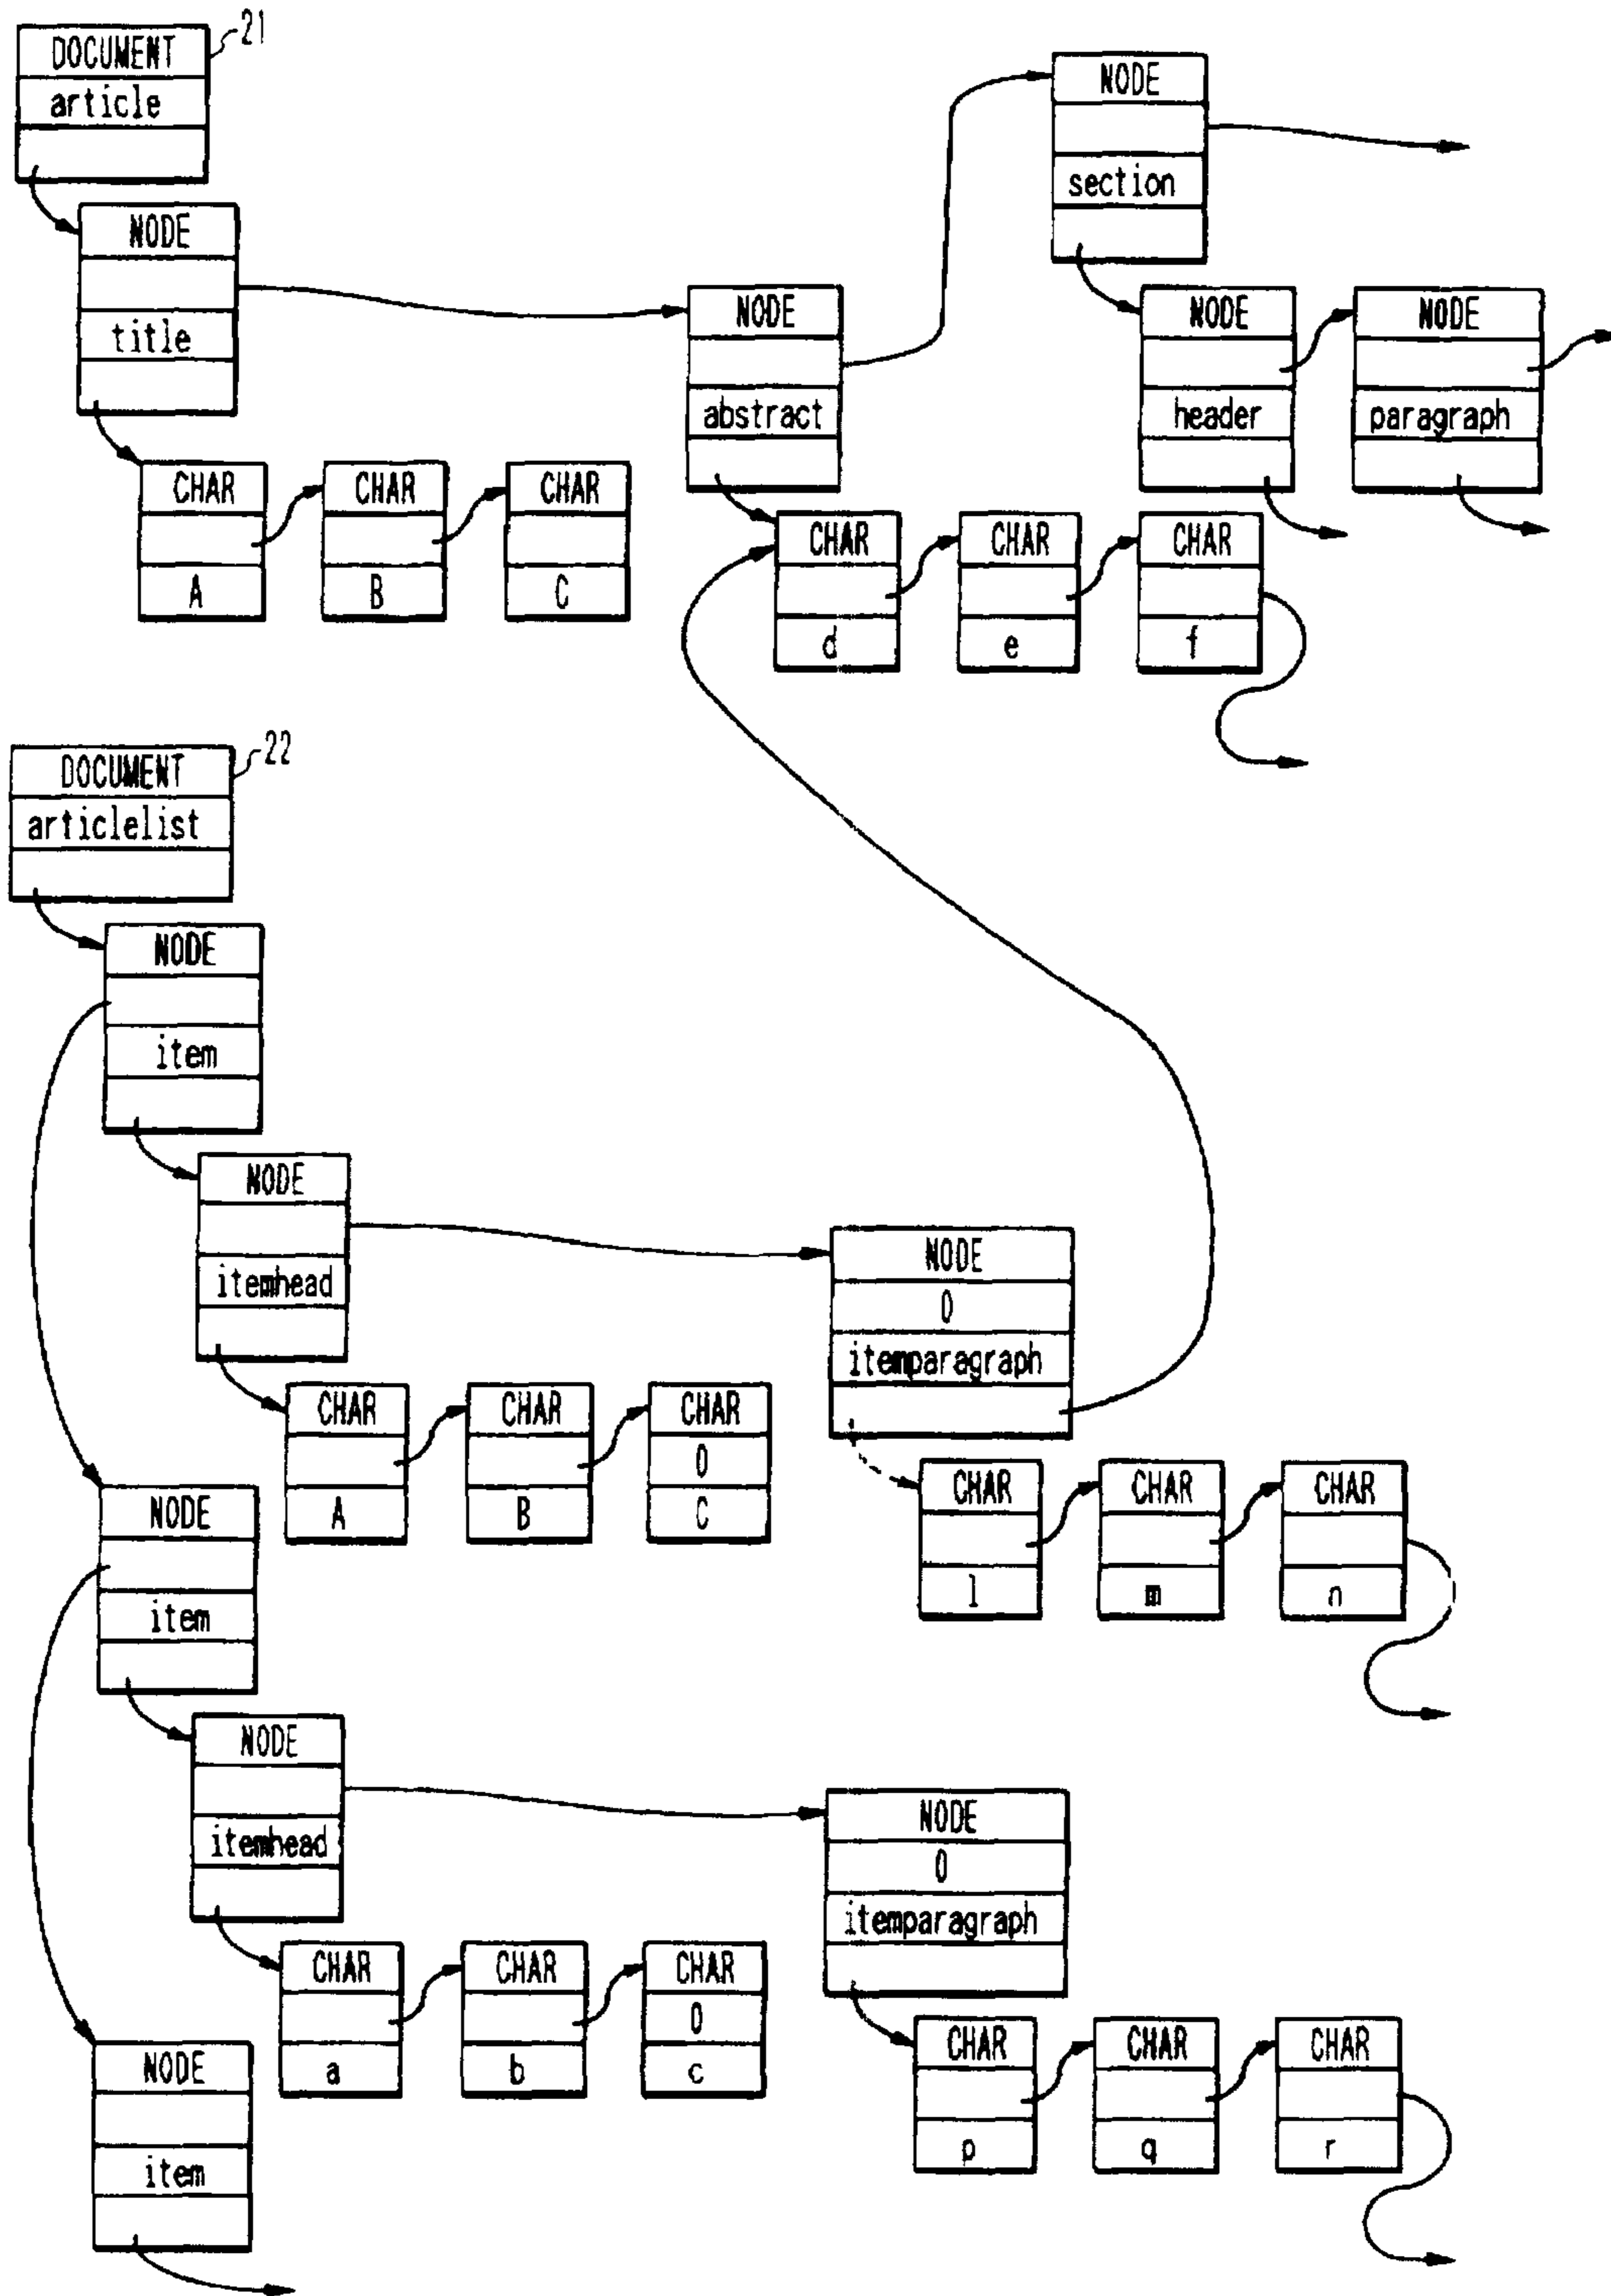 DOCUMENT
21
article
NODE
title
CHAR
A
CHAR
B
CHAR
C
NODE
abstract
CHAR
d
CHAR
e
CHAR
f
NODE
section
NODE
header
NODE
paragraph
DOCUMENT
22
articlelist
NODE
item
NODE
itemhead
CHAR
A
CHAR
B
CHAR
0
C
NODE
0
itemparagraph
CHAR
l
CHAR
m
CHAR
n
NODE
item
NODE
itemhead
CHAR
a
CHAR
b
CHAR
0
c
NODE
0
itemparagraph
CHAR
p
CHAR
q
CHAR
r
NODE
item